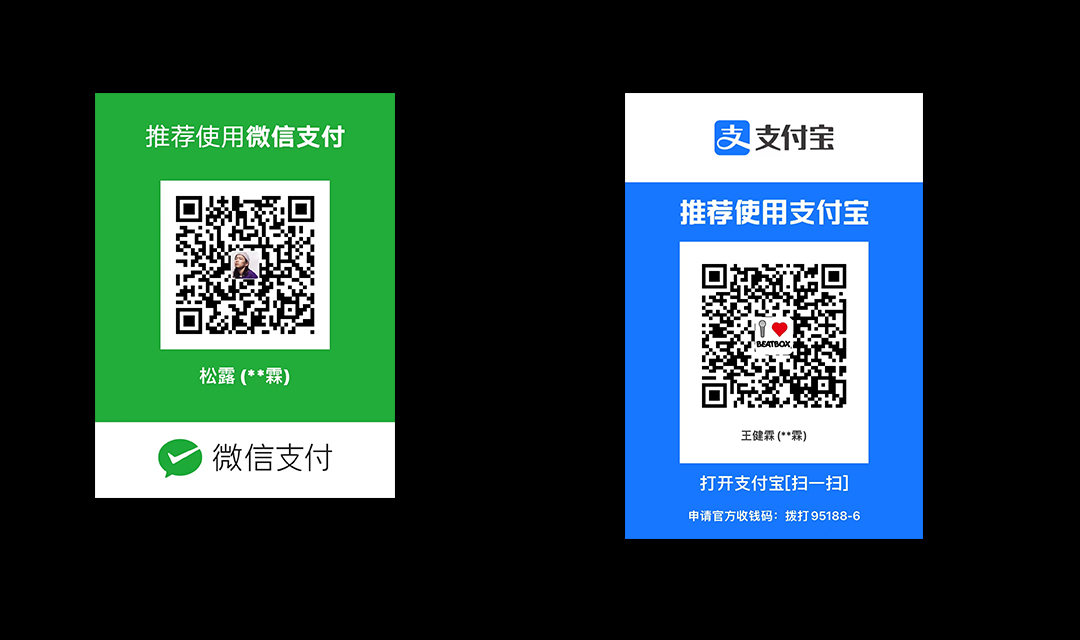 推荐使用微信支付
松露 (**霖)
微信支付
支付宝
推荐使用支付宝
BEATBOX
王健霖 (**霖)
打开支付宝[扫一扫]
申请官方收钱码：拨打 95188-6